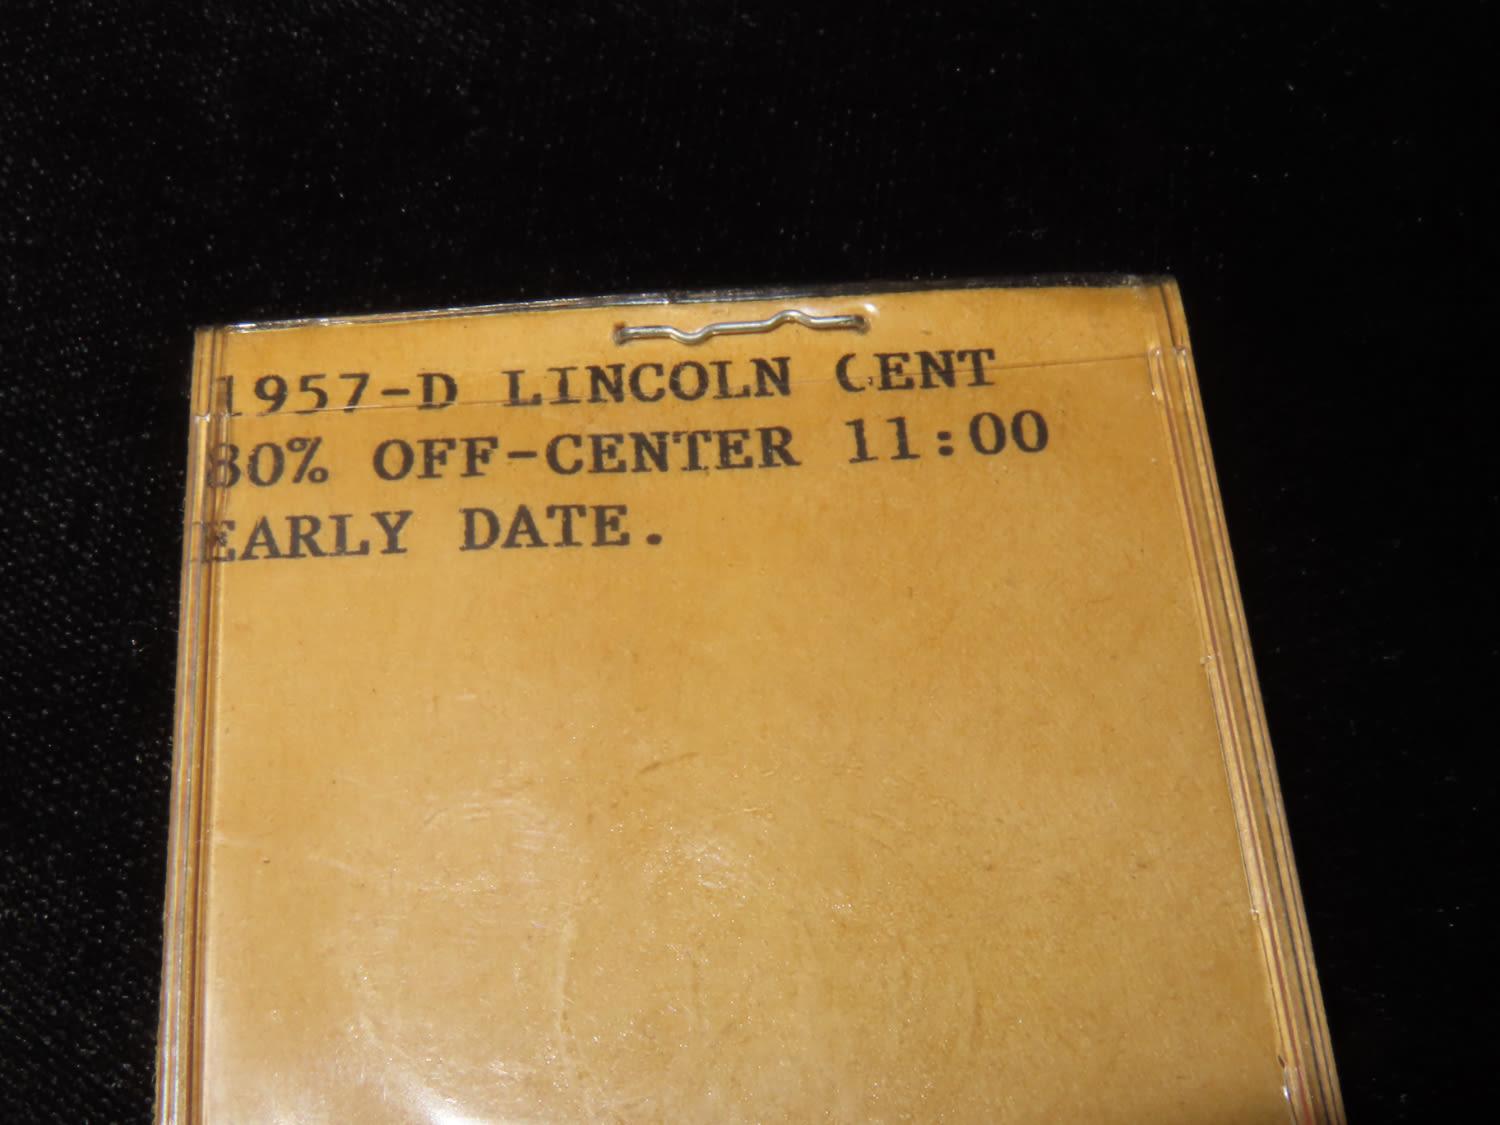 1957-D LINCOLN CENT
80% OFF-CENTER 11:00
EARLY DATE.